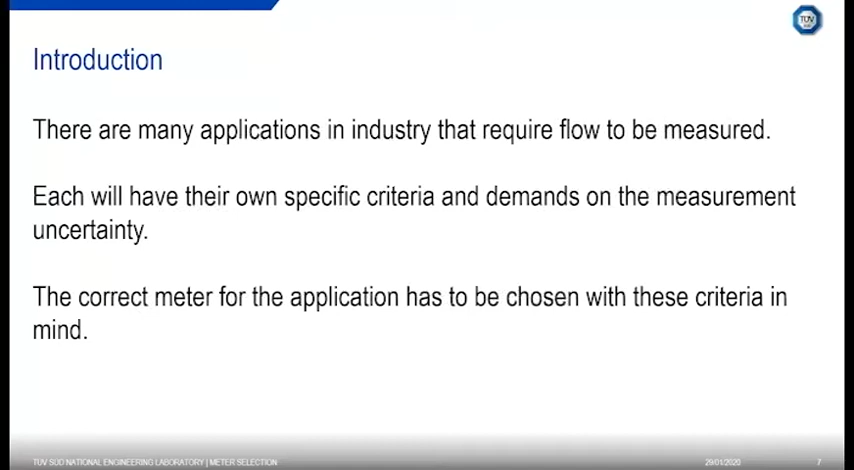 TÜV
SÜD
Introduction
There are many applications in industry that require flow to be measured.
Each will have their own specific criteria and demands on the measurement
uncertainty.
The correct meter for the application has to be chosen with these criteria in
mind.
TÜV SÜD NATIONAL ENGINEERING LABORATORY | METER SELECTION
29/01/2020
7